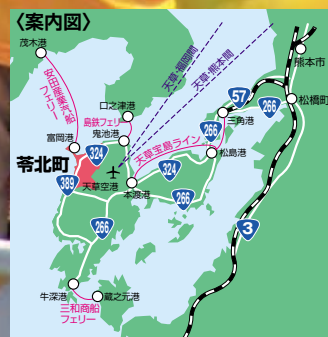 〈案内図〉
茂木港
安田産業汽船
フェリー
口之津港
島鉄フェリー
鬼池港
富岡港
324
苓北町
389
天草空港
本渡港
天草・福岡間
天草・熊本間
天草宝島ライン
324
266
266
三角港
松島港
57
266
熊本市
松橋町
3
266
牛深港
蔵之元港
三和商船
フェリー